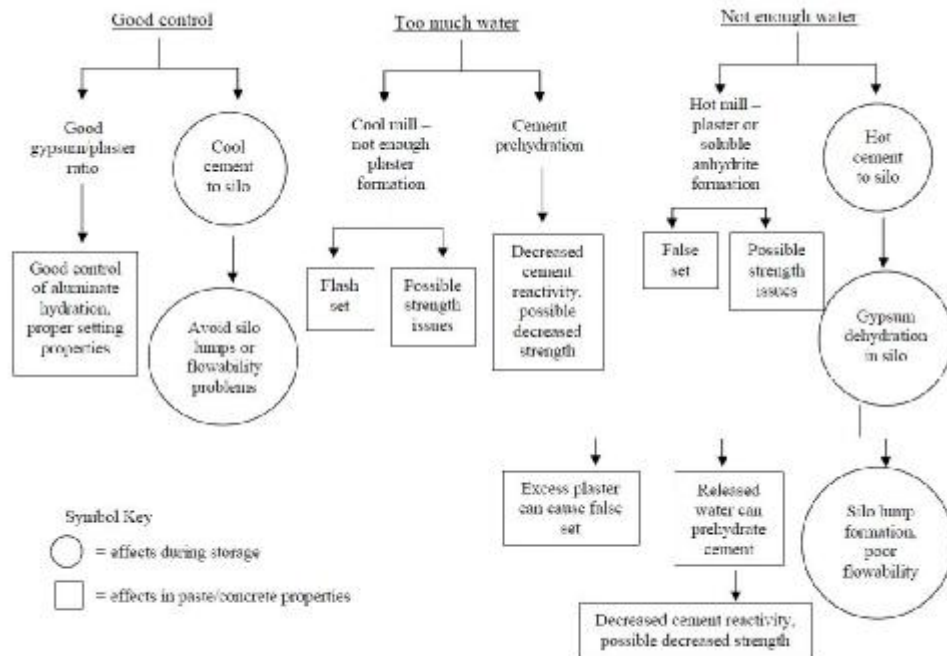 Good control
Too much water
Not enough water
Good
gypsum/plaster
ratio
Cool
cement
to silo
Cool mill –
not enough
plaster
formation
Cement
prehydration
Hot mill –
plaster or
soluble
anhydrite
formation
Hot
cement
to silo
Good control
of aluminate
hydration,
proper setting
properties
Avoid silo
lumps or
flowability
problems
Flash
set
Possible
strength
issues
Decreased
cement
reactivity,
possible
decreased
strength
False
set
Possible
strength
issues
Gypsum
dehydration
in silo
Excess plaster
can cause false
set
Released
water can
prehydrate
cement
Silo lump
formation,
poor
flowability
Decreased cement reactivity,
possible decreased strength
Symbol Key
= effects during storage
= effects in paste/concrete properties